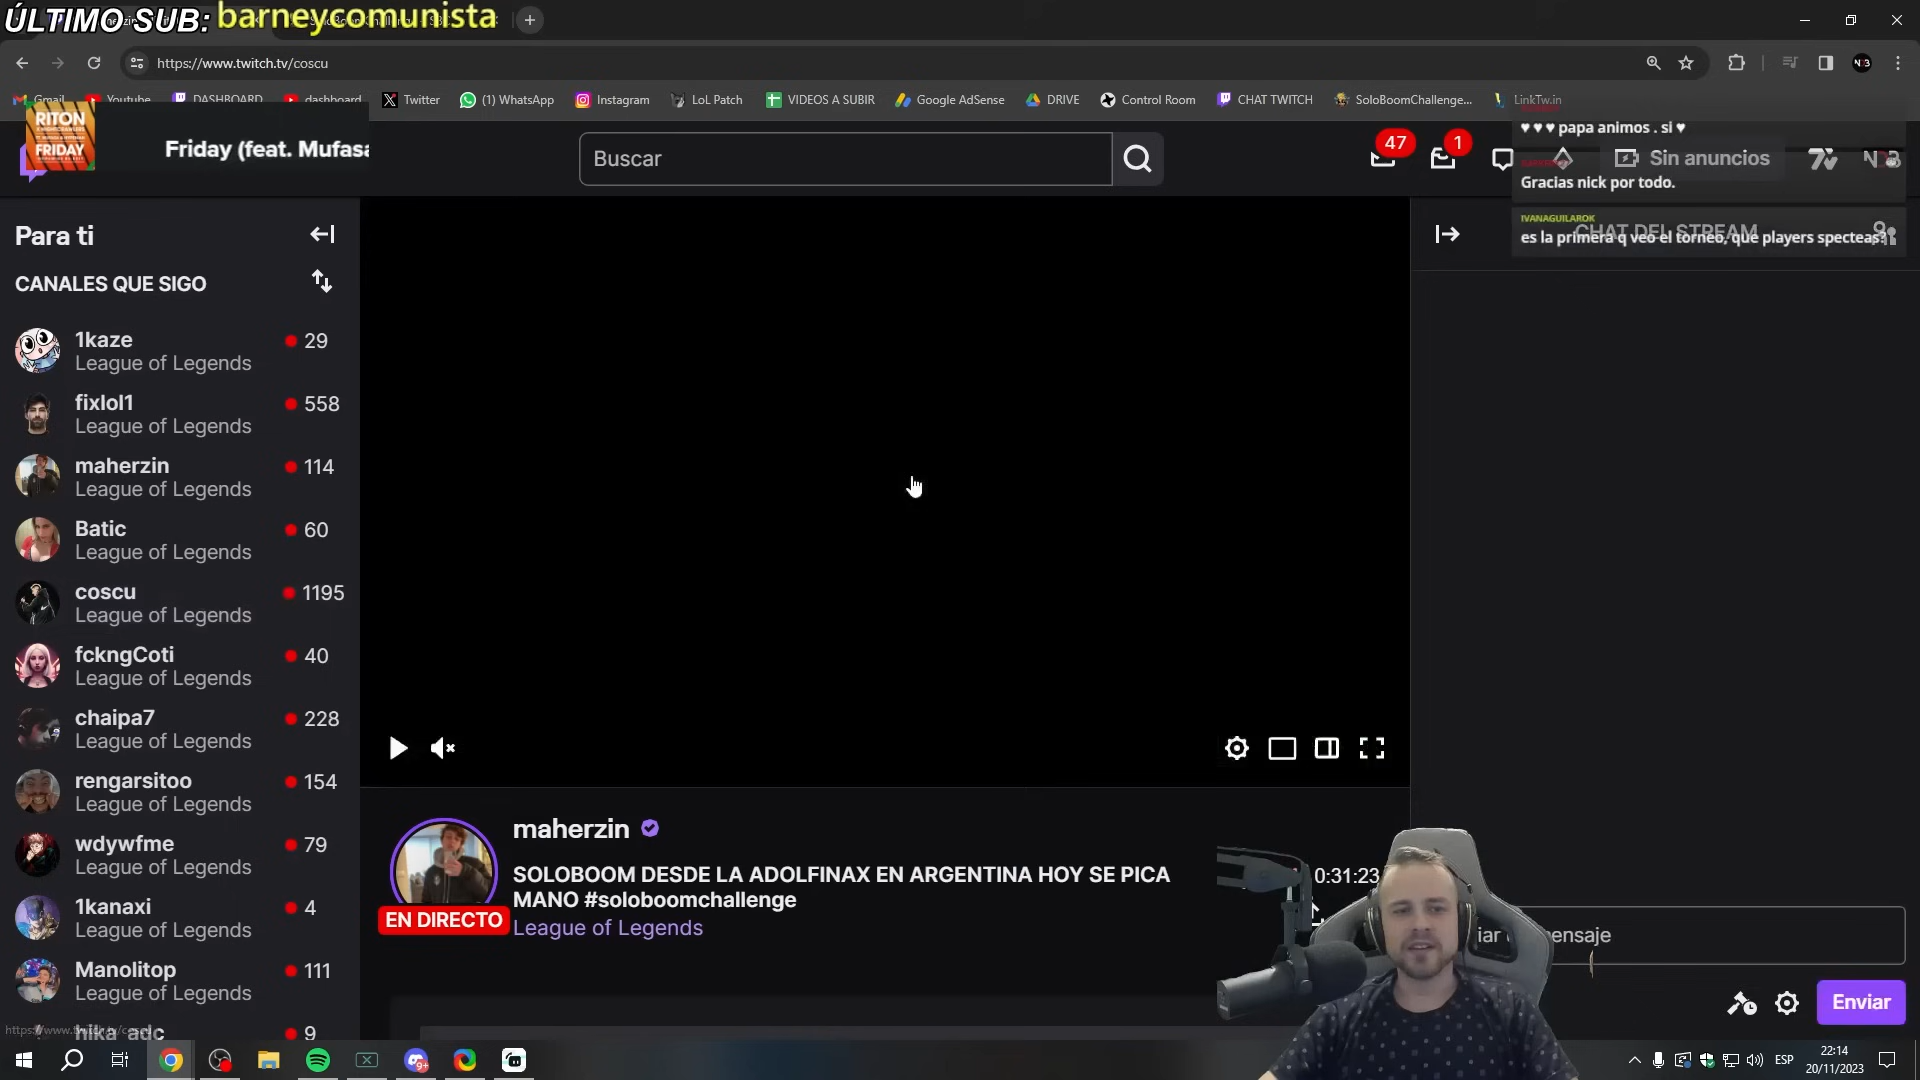 ÚLTIMO SUB: barneycomunista
https://www.twitch.tv/coscu
Gmail
Youtube
DASHBOARD
dashboard
Twitter
(1) WhatsApp
Instagram
LoL Patch
VIDEOS A SUBIR
Google AdSense
DRIVE
Control Room
CHAT TWITCH
SoloBoomChallenge...
LinkTw.in
RITON
FRIDAY
Friday (feat. Mufasa
Buscar
47
1
Sin anuncios
♥ ♥ ♥ papa animos . si ♥
Gracias nick por todo.
IVANAGUILAROK
es la primera q veo el torneo, que players specteas?
CHAT DEL STREAM
Para ti
CANALES QUE SIGO
1kaze
29
League of Legends
fixlol1
558
League of Legends
maherzin
114
League of Legends
Batic
60
League of Legends
coscu
1195
League of Legends
fckngCoti
40
League of Legends
chaipa7
228
League of Legends
rengarsitoo
154
League of Legends
wdywfme
79
League of Legends
1kanaxi
4
League of Legends
Manolitop
111
League of Legends
hika_adc
9
maherzin
SOLOBOOM DESDE LA ADOLFINAX EN ARGENTINA HOY SE PICA
MANO #soloboomchallenge
League of Legends
EN DIRECTO
0:31:23
Enviar
ESP
22:14
20/11/2023